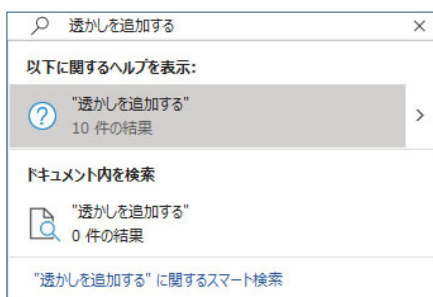 透かしを追加する
以下に関するヘルプを表示:
"透かしを追加する"
10 件の結果
ドキュメント内を検索
"透かしを追加する"
0 件の結果
"透かしを追加する" に関するスマート検索